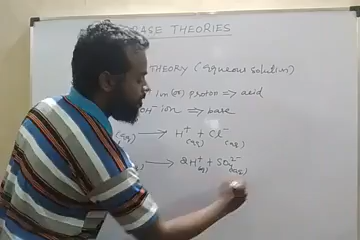 BASE THEORIES
THEORY (aqueous solution)
ion (or) proton ⇒ acid
OH⁻ ion ⇒ base
(aq) ⟶ H⁺(aq) + Cl⁻(aq)
⟶ 2H⁺(aq) + SO₄²⁻(aq)